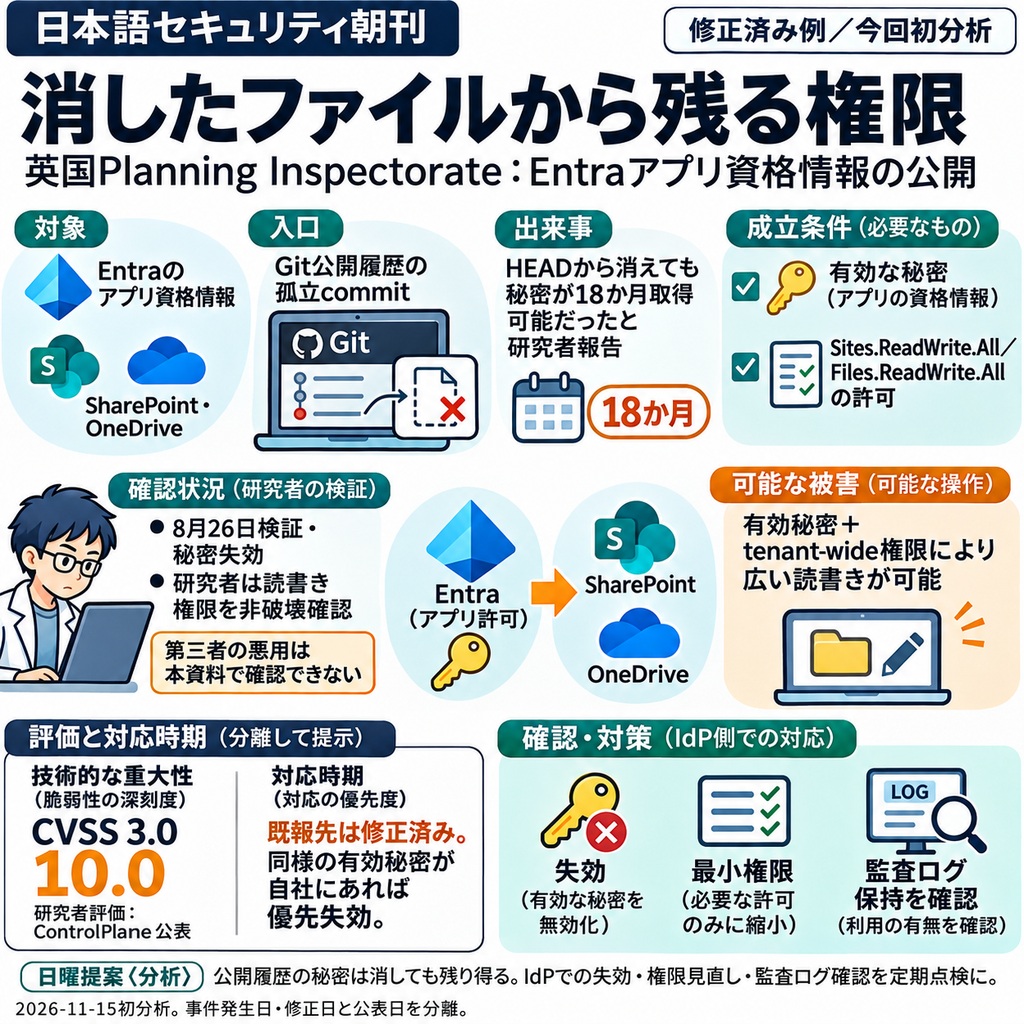 日本語セキュリティ朝刊
修正済み例／今回初分析
消したファイルから残る権限
英国Planning Inspectorate：Entraアプリ資格情報の公開
対象
Entraの
アプリ資格情報
S
SharePoint・
OneDrive
入口
Git公開履歴の
孤立commit
Git
出来事
HEADから消えても
秘密が18か月取得
可能だったと
研究者報告
18か月
成立条件（必要なもの）
有効な秘密
（アプリの資格情報）
Sites.ReadWrite.All／
Files.ReadWrite.All
の許可
確認状況（研究者の検証）
● 8月26日検証・
秘密失効
● 研究者は読書き
権限を非破壊確認
第三者の悪用は
本資料で確認できない
Entra
（アプリ許可）
S
SharePoint
OneDrive
可能な被害（可能な操作）
有効秘密＋
tenant-wide権限により
広い読書きが可能
評価と対応時期（分離して提示）
技術的な重大性
（脆弱性の深刻度）
CVSS 3.0
10.0
研究者評価：
ControlPlane公表
対応時期
（対応の優先度）
既報先は修正済み。
同様の有効秘密が
自社にあれば
優先失効。
確認・対策（IdP側での対応）
失効
（有効な秘密を
無効化）
最小権限
（必要な許可
のみに縮小）
LOG
監査ログ
保持を確認
（利用の有無を確認）
日曜提案〈分析〉 公開履歴の秘密は消しても残り得る。IdPでの失効・権限見直し・監査ログ確認を定期点検に。
2026-11-15初分析。事件発生日・修正日と公表日を分離。